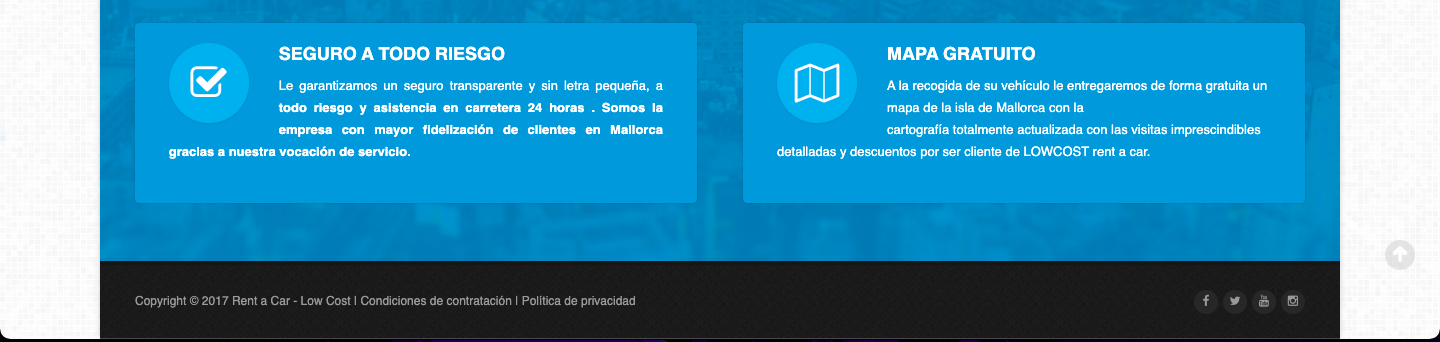 SEGURO A TODO RIESGO
Le garantizamos un seguro transparente y sin letra pequeña, a
todo riesgo y asistencia en carretera 24 horas . Somos la
empresa con mayor fidelización de clientes en Mallorca
gracias a nuestra vocación de servicio.
MAPA GRATUITO
A la recogida de su vehículo le entregaremos de forma gratuita un
mapa de la isla de Mallorca con la
cartografía totalmente actualizada con las visitas imprescindibles
detalladas y descuentos por ser cliente de LOWCOST rent a car.
Copyright © 2017 Rent a Car - Low Cost | Condiciones de contratación | Política de privacidad